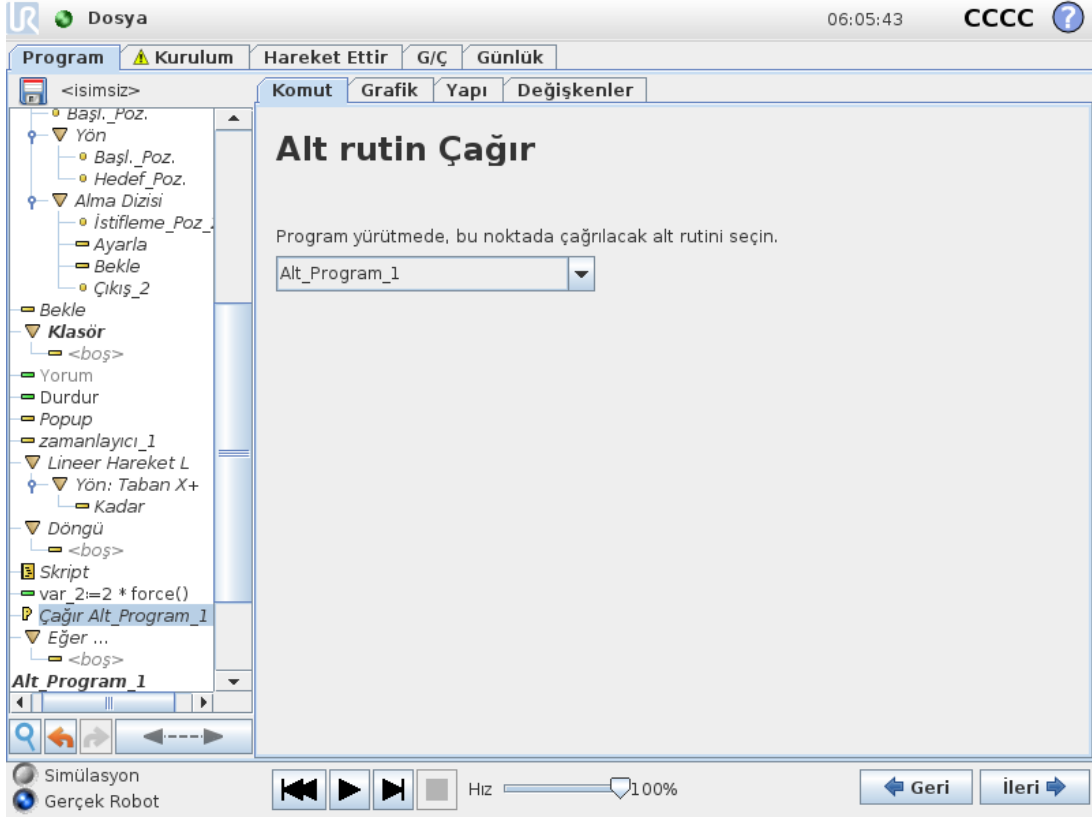 UR Dosya 06:05:43 CCCC ?
Program Kurulum Hareket Ettir G/Ç Günlük
<isimsiz>
Komut Grafik Yapı Değişkenler
Başl._Poz.
Yön
Başl._Poz.
Hedef_Poz.
Alma Dizisi
İstifleme_Poz_
Ayarla
Bekle
Çıkış_2
Bekle
Klasör
<boş>
Yorum
Durdur
Popup
zamanlayıcı_1
Lineer Hareket L
Yön: Taban X+
Kadar
Döngü
<boş>
Skript
var_2:=2 * force()
P Çağır Alt_Program_1
Eğer ...
<boş>
Alt_Program_1
Alt rutin Çağır
Program yürütmede, bu noktada çağrılacak alt rutini seçin.
Alt_Program_1
Simülasyon
Gerçek Robot
Hız 100%
Geri İleri